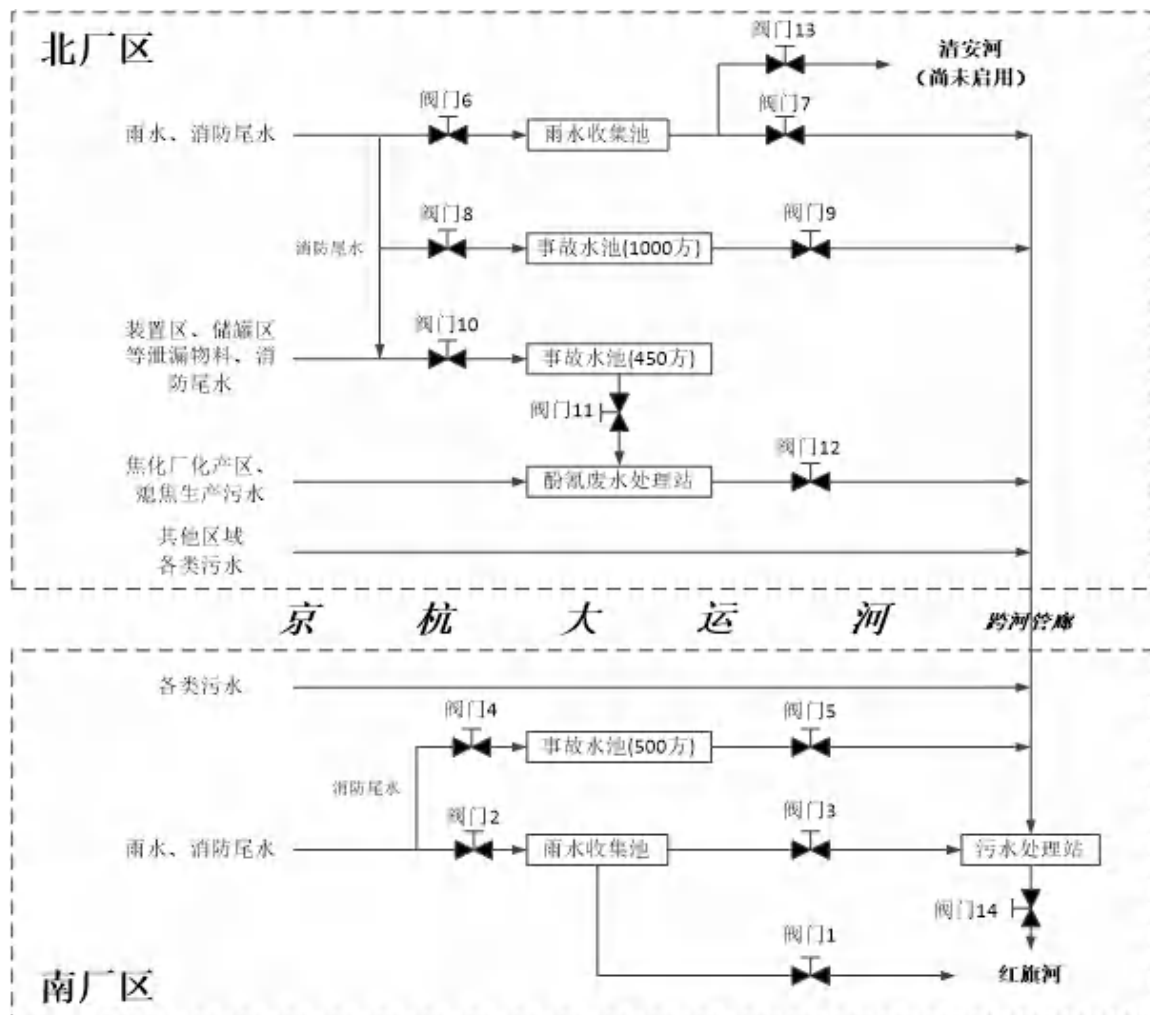 北厂区
阀门13
清安河
（尚未启用）
阀门6
阀门7
雨水、消防尾水
雨水收集池
阀门8
阀门9
消防尾水
事故水池(1000方)
装置区、储罐区
等泄漏物料、消
防尾水
阀门10
事故水池(450方)
阀门11
焦化厂化产区、
熄焦生产污水
酚氰废水处理站
阀门12
其他区域
各类污水
京杭大运河
跨河管廊
各类污水
阀门4
阀门5
事故水池(500方)
消防尾水
阀门2
阀门3
雨水、消防尾水
雨水收集池
污水处理站
阀门14
阀门1
红旗河
南厂区